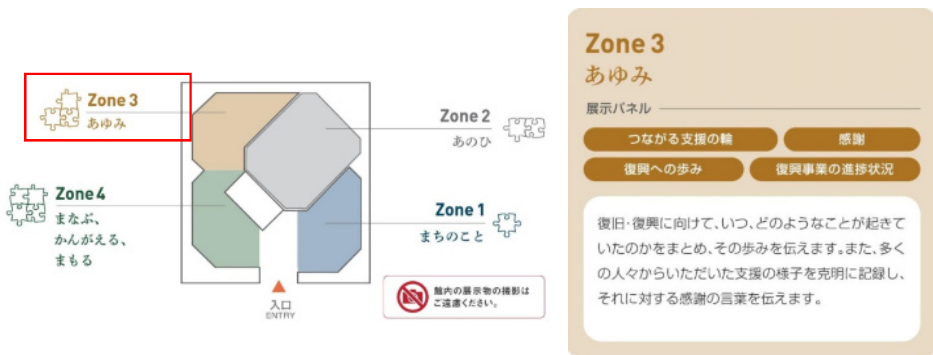 Zone 3
あゆみ
Zone 2
あのひ
Zone 4
まなぶ、
かんがえる、
まもる
Zone 1
まちのこと
入口
ENTRY
館内の展示物の撮影は
ご遠慮ください。
Zone 3
あゆみ
展示パネル
つながる支援の輪
感謝
復興への歩み
復興事業の進捗状況
復旧・復興に向けて、いつ、どのようなことが起きて
いたのかをまとめ、その歩みを伝えます。また、多く
の人々からいただいた支援の様子を克明に記録し、
それに対する感謝の言葉を伝えます。